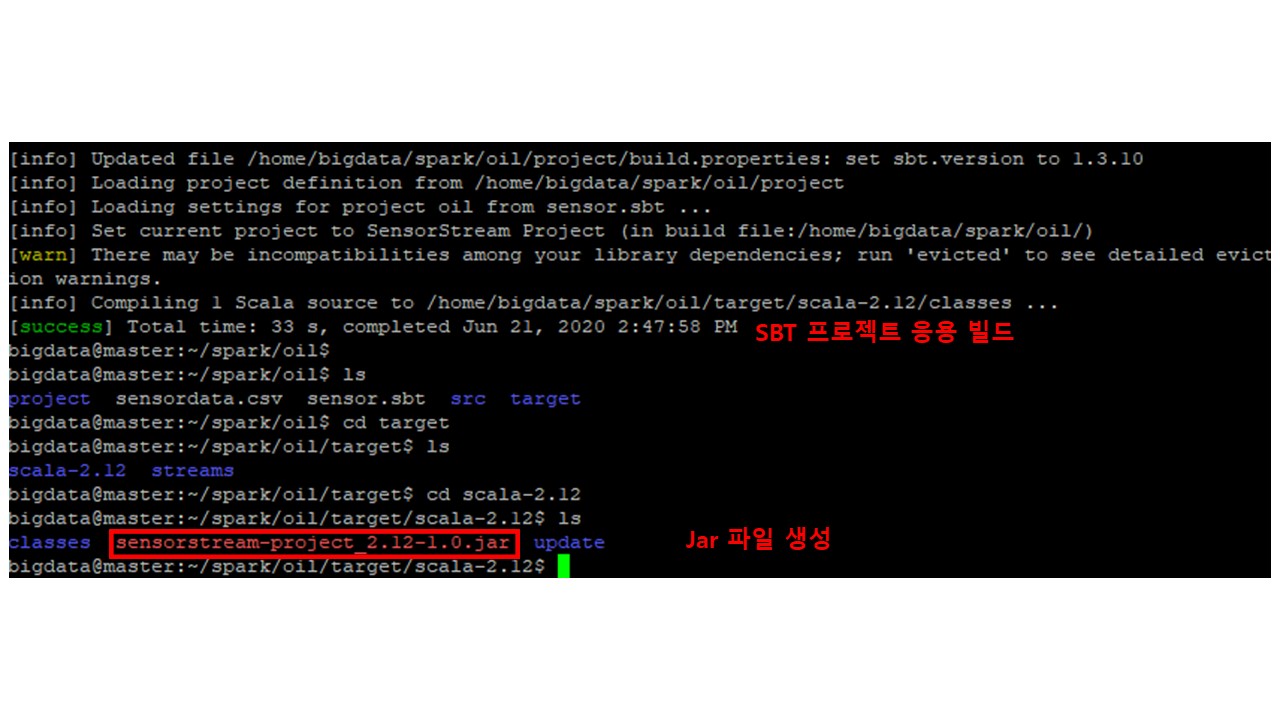 [info] Updated file /home/bigdata/spark/oil/project/build.properties: set sbt.version to 1.3.10
[info] Loading project definition from /home/bigdata/spark/oil/project
[info] Loading settings for project oil from sensor.sbt ...
[info] Set current project to SensorStream Project (in build file:/home/bigdata/spark/oil/)
[warn] There may be incompatibilities among your library dependencies; run 'evicted' to see detailed evict
ion warnings.
[info] Compiling 1 Scala source to /home/bigdata/spark/oil/target/scala-2.12/classes ...
[success] Total time: 33 s, completed Jun 21, 2020 2:47:58 PM SBT 프로젝트 응용 빌드
bigdata@master:~/spark/oil$
bigdata@master:~/spark/oil$ ls
project sensordata.csv sensor.sbt src target
bigdata@master:~/spark/oil$ cd target
bigdata@master:~/spark/oil/target$ ls
scala-2.12 streams
bigdata@master:~/spark/oil/target$ cd scala-2.12
bigdata@master:~/spark/oil/target/scala-2.12$ ls
classes sensorstream-project_2.12-1.0.jar update Jar 파일 생성
bigdata@master:~/spark/oil/target/scala-2.12$